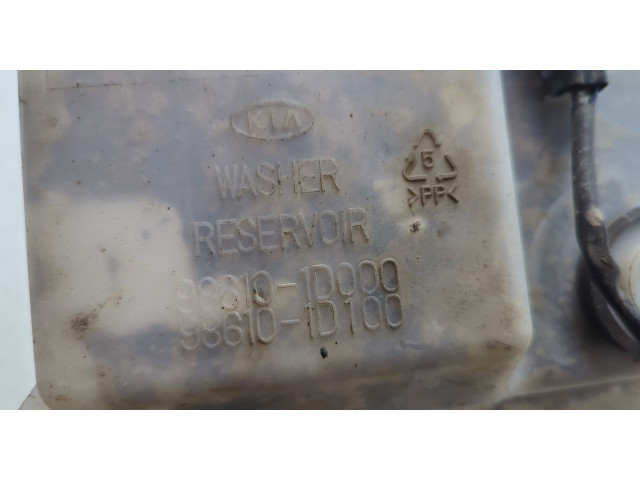 KIA
WASHER
RESERVOIR
98610-1D000
98610-1D100
5
>PP<